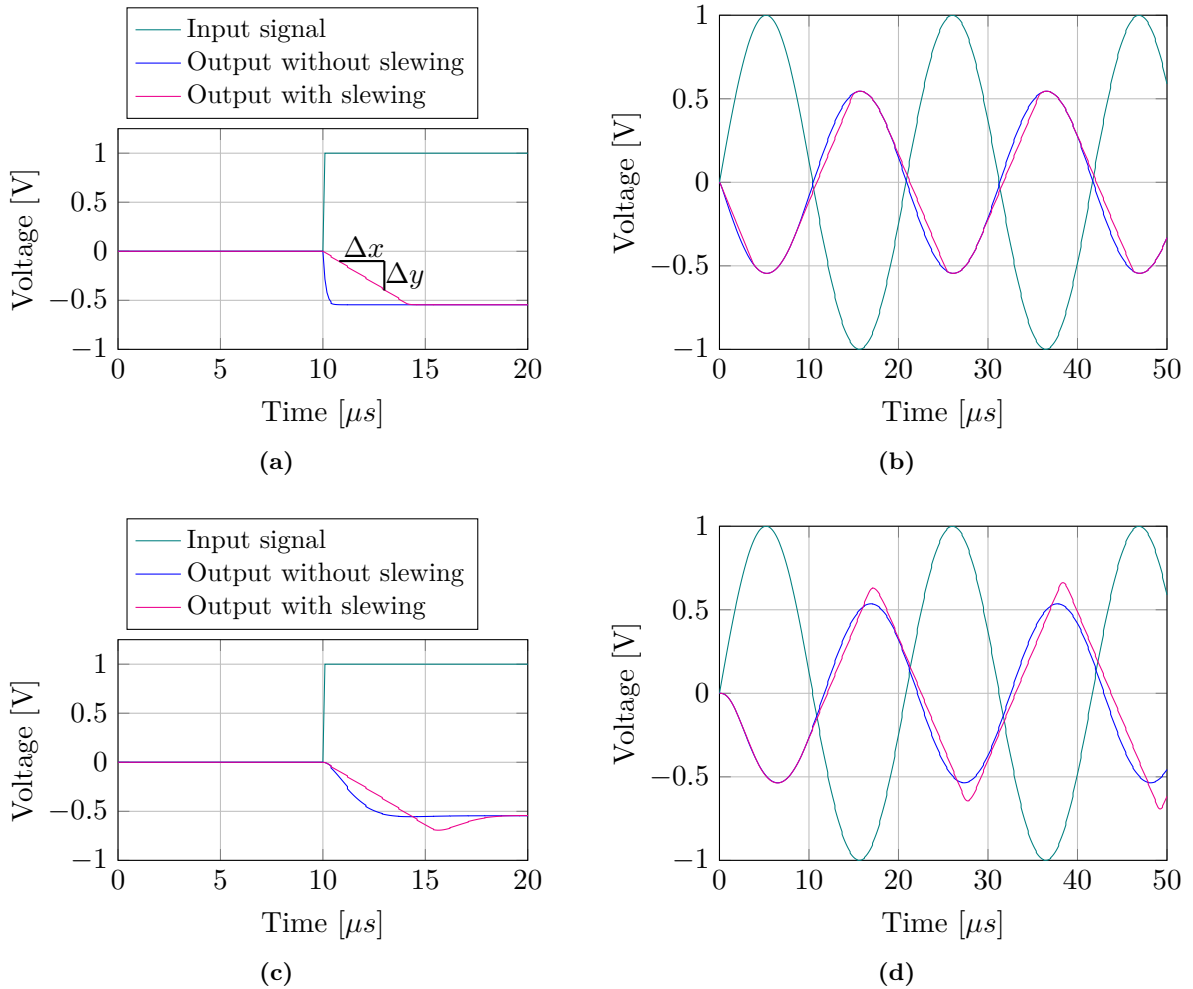 Input signal
Output without slewing
Output with slewing
Voltage [V]
1
0.5
0
−0.5
−1
Δx
Δy
0 5 10 15 20
Time [μs]
(a)
Voltage [V]
1
0.5
0
−0.5
−1
0 10 20 30 40 50
Time [μs]
(b)
Input signal
Output without slewing
Output with slewing
Voltage [V]
1
0.5
0
−0.5
−1
0 5 10 15 20
Time [μs]
(c)
Voltage [V]
1
0.5
0
−0.5
−1
0 10 20 30 40 50
Time [μs]
(d)